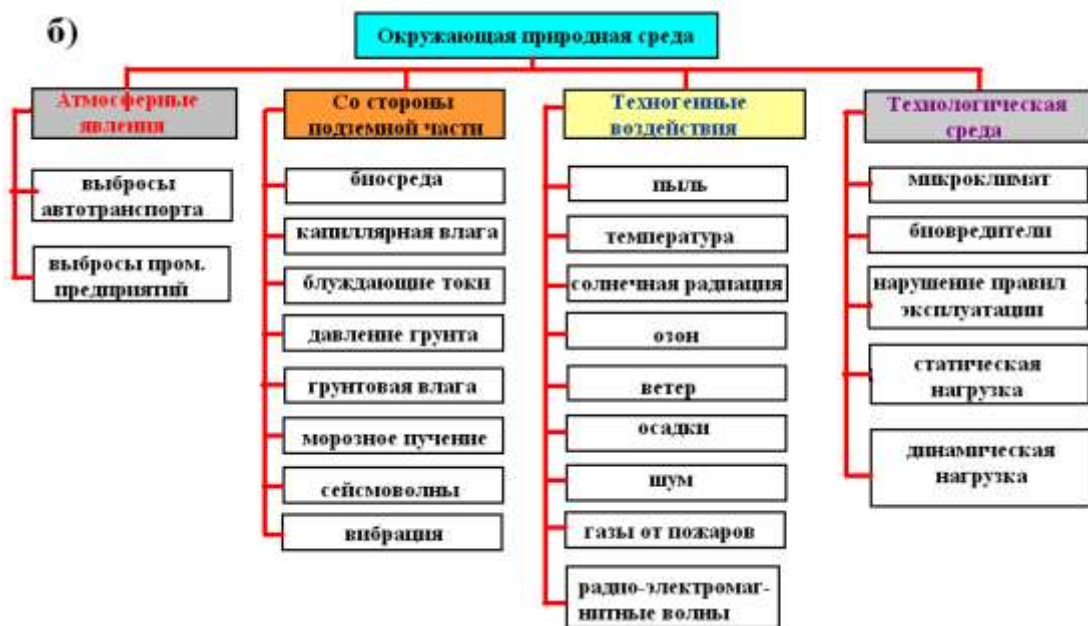 б)
Окружающая природная среда
Атмосферные
явления
выбросы
автотранспорта
выбросы пром.
предприятий
Со стороны
подземной части
биосреда
капиллярная влага
блуждающие токи
давление грунта
грунтовая влага
морозное пучение
сейсмоволны
вибрация
Техногенные
воздействия
пыль
температура
солнечная радиация
озон
ветер
осадки
шум
газы от пожаров
радио-электромаг-
нитные волны
Технологическая
среда
микроклимат
биовредители
нарушение правил
эксплуатации
статическая
нагрузка
динамическая
нагрузка